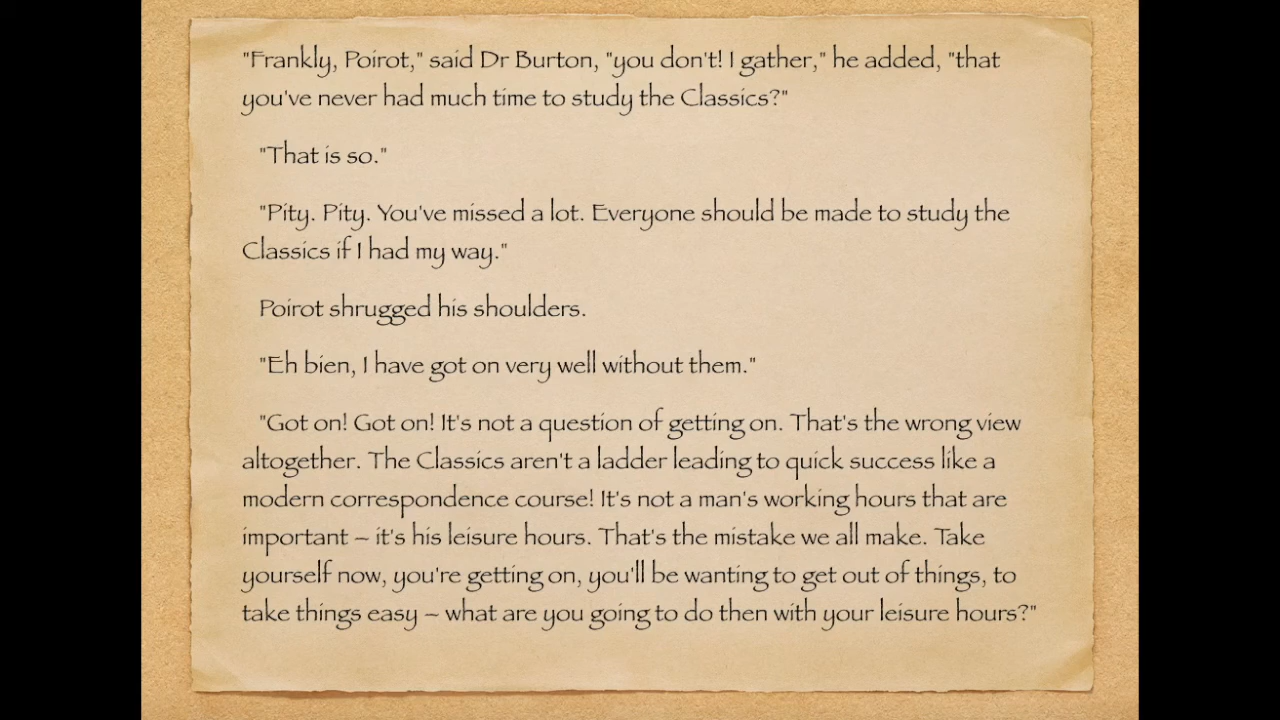 "Frankly, Poirot," said Dr Burton, "you don't! I gather," he added, "that
you've never had much time to study the Classics?"
"That is so."
"Pity. Pity. You've missed a lot. Everyone should be made to study the
Classics if I had my way."
Poirot shrugged his shoulders.
"Eh bien, I have got on very well without them."
"Got on! Got on! It's not a question of getting on. That's the wrong view
altogether. The Classics aren't a ladder leading to quick success like a
modern correspondence course! It's not a man's working hours that are
important – it's his leisure hours. That's the mistake we all make. Take
yourself now, you're getting on, you'll be wanting to get out of things, to
take things easy – what are you going to do then with your leisure hours?"